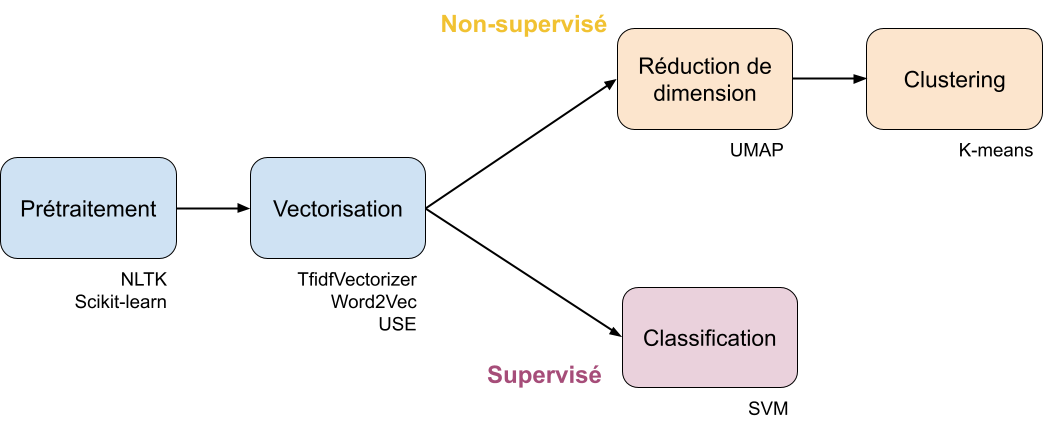 Non-supervisé
Réduction de
dimension
UMAP
Clustering
K-means
Prétraitement
NLTK
Scikit-learn
Vectorisation
TfidfVectorizer
Word2Vec
USE
Classification
Supervisé
SVM